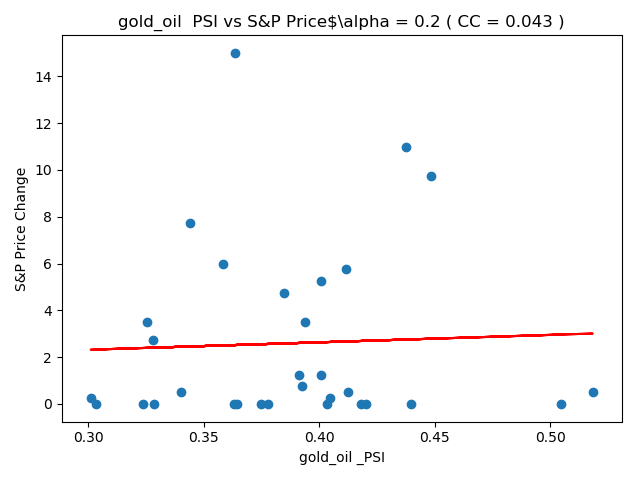 gold_oil  PSI vs S&P Price$\alpha = 0.2 ( CC = 0.043 )
14
12
10
8
6
4
2
0
S&P Price Change
0.30 0.35 0.40 0.45 0.50
gold_oil _PSI